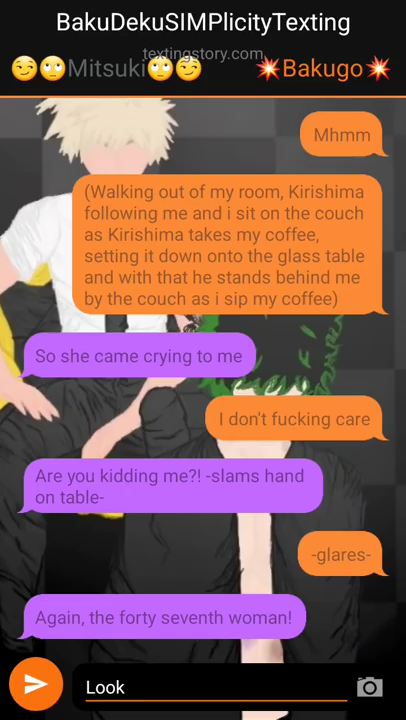 BakuDekuSIMPlicityTexting
textingstory.com
😏🙄Mitsuki🙄😏
💥Bakugo💥
Mhmm
(Walking out of my room, Kirishima
following me and i sit on the couch
as Kirishima takes my coffee,
setting it down onto the glass table
and with that he stands behind me
by the couch as i sip my coffee)
So she came crying to me
I don't fucking care
Are you kidding me?! -slams hand
on table-
-glares-
Again, the forty seventh woman!
Look